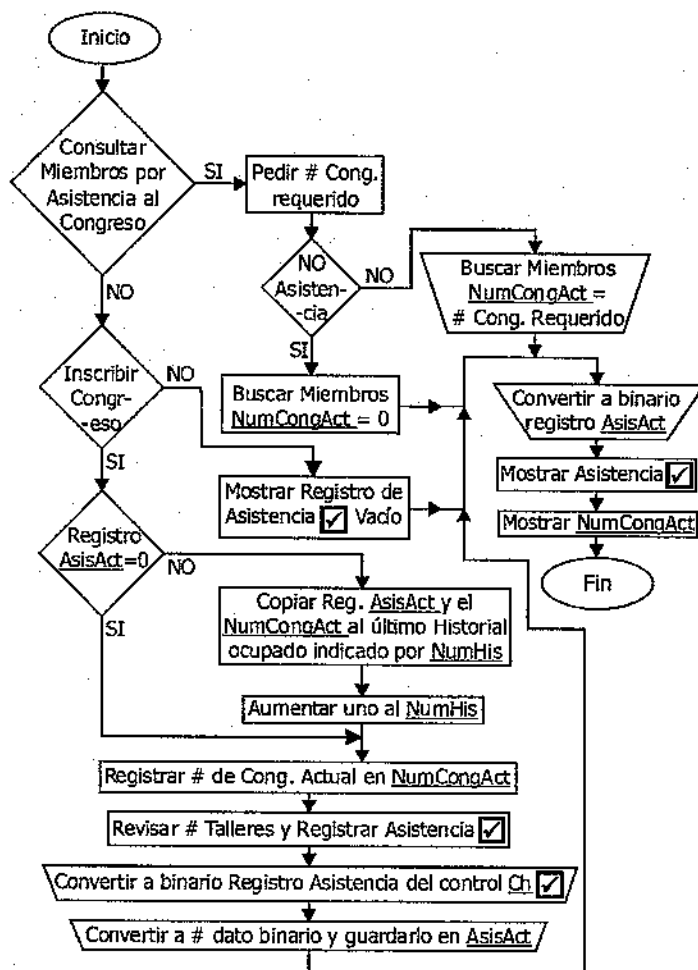 Inicio
Consultar
Miembros por
Asistencia al
Congreso
SI
Pedir # Cong.
requerido
NO
Asisten-
-cia
NO
Buscar Miembros
NumCongAct =
# Cong. Requerido
NO
SI
Inscribir
Congr-
-eso
NO
Buscar Miembros
NumCongAct = 0
Convertir a binario
registro AsisAct
SI
Mostrar Registro de
Asistencia ☑ Vacío
Mostrar Asistencia ☑
Mostrar NumCongAct
Fin
Registro
AsisAct=0
NO
SI
Copiar Reg. AsisAct y el
NumCongAct al último Historial
ocupado indicado por NumHis
Aumentar uno al NumHis
Registrar # de Cong. Actual en NumCongAct
Revisar # Talleres y Registrar Asistencia ☑
Convertir a binario Registro Asistencia del control Ch ☑
Convertir a # dato binario y guardarlo en AsisAct